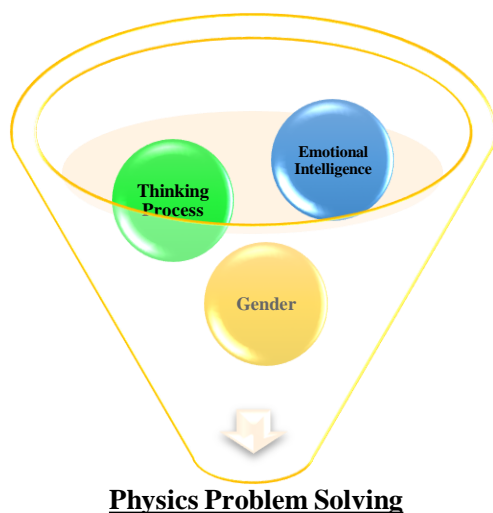 Emotional
Intelligence
Thinking
Process
Gender
Physics Problem Solving